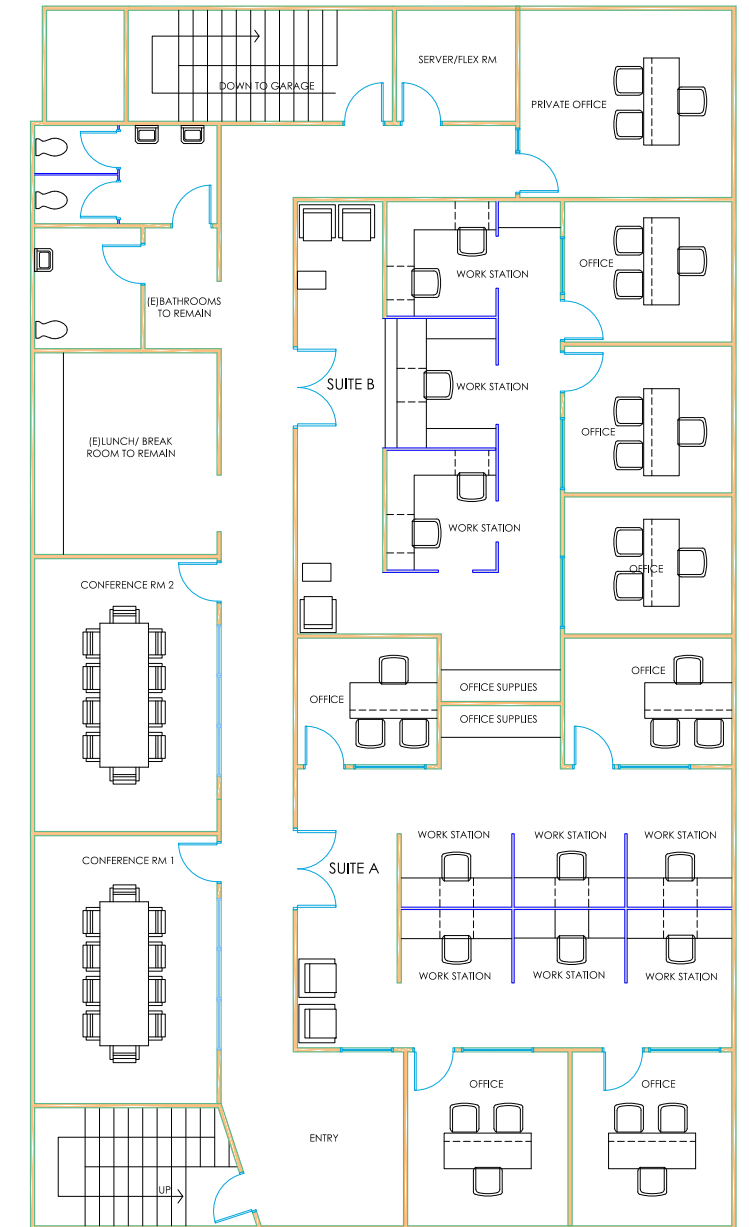 SERVER/FLEX RM
DOWN TO GARAGE
PRIVATE OFFICE
OFFICE
WORK STATION
(E)BATHROOMS
TO REMAIN
SUITE B
WORK STATION
OFFICE
(E)LUNCH/ BREAK
ROOM TO REMAIN
WORK STATION
OFFICE
CONFERENCE RM 2
OFFICE
OFFICE SUPPLIES
OFFICE
OFFICE SUPPLIES
WORK STATION
WORK STATION
WORK STATION
CONFERENCE RM 1
SUITE A
WORK STATION
WORK STATION
WORK STATION
OFFICE
OFFICE
ENTRY
UP